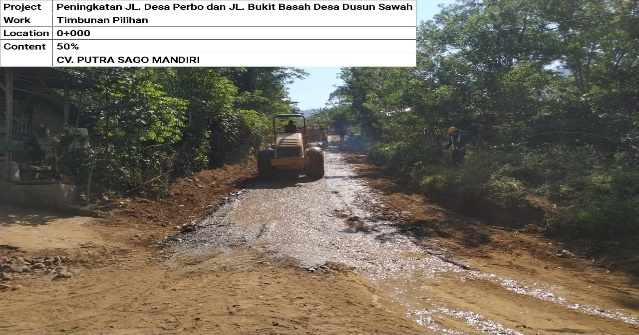 Project Peningkatan JL. Desa Perbo dan JL. Bukit Basah Desa Dusun Sawah
Work Timbunan Pilihan
Location 0+000
Content 50%
CV. PUTRA SAGO MANDIRI